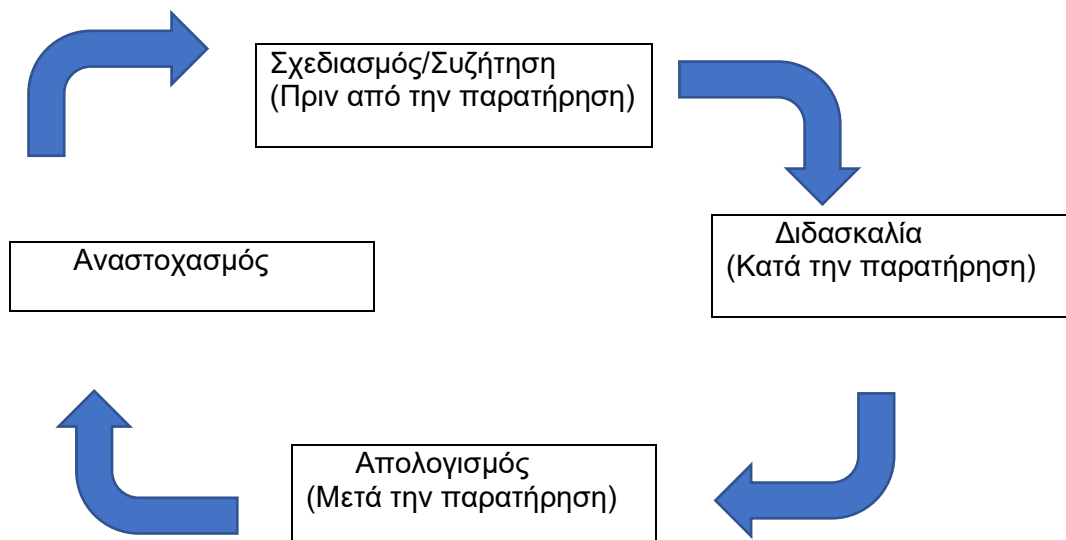 Σχεδιασμός/Συζήτηση
(Πριν από την παρατήρηση)
Διδασκαλία
(Κατά την παρατήρηση)
Αναστοχασμός
Απολογισμός
(Μετά την παρατήρηση)